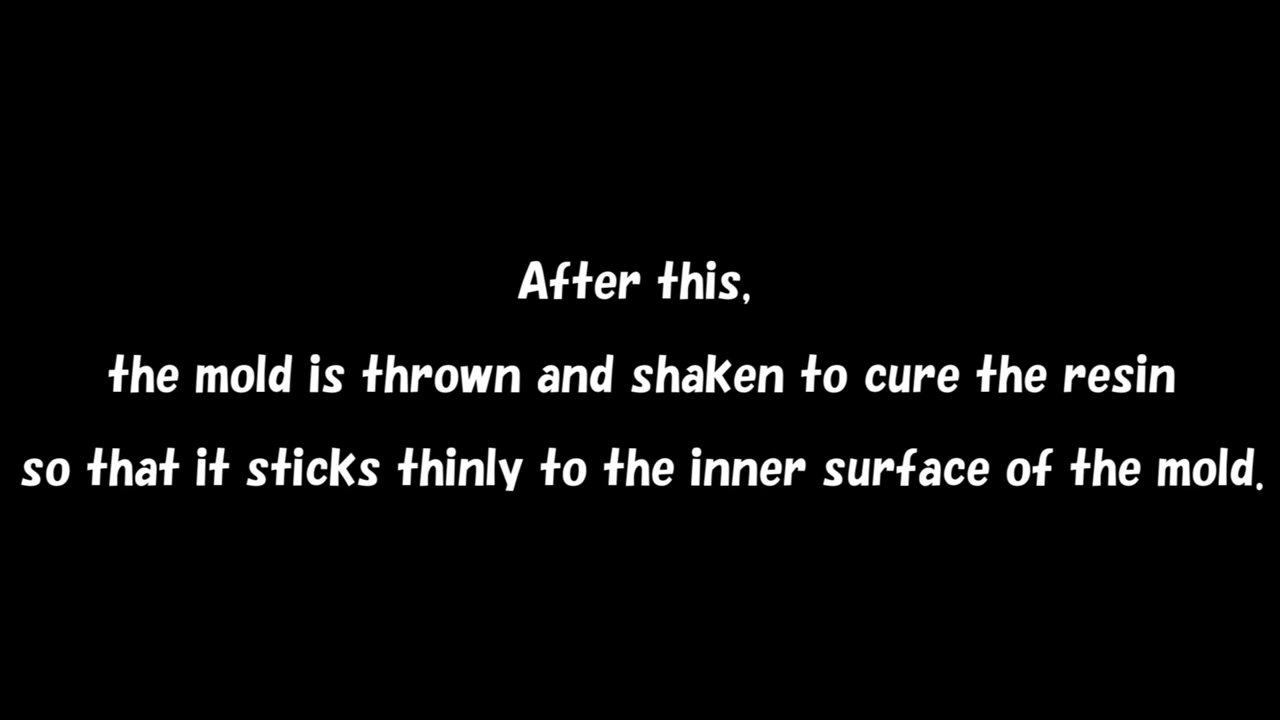 After this,
the mold is thrown and shaken to cure the resin
so that it sticks thinly to the inner surface of the mold.